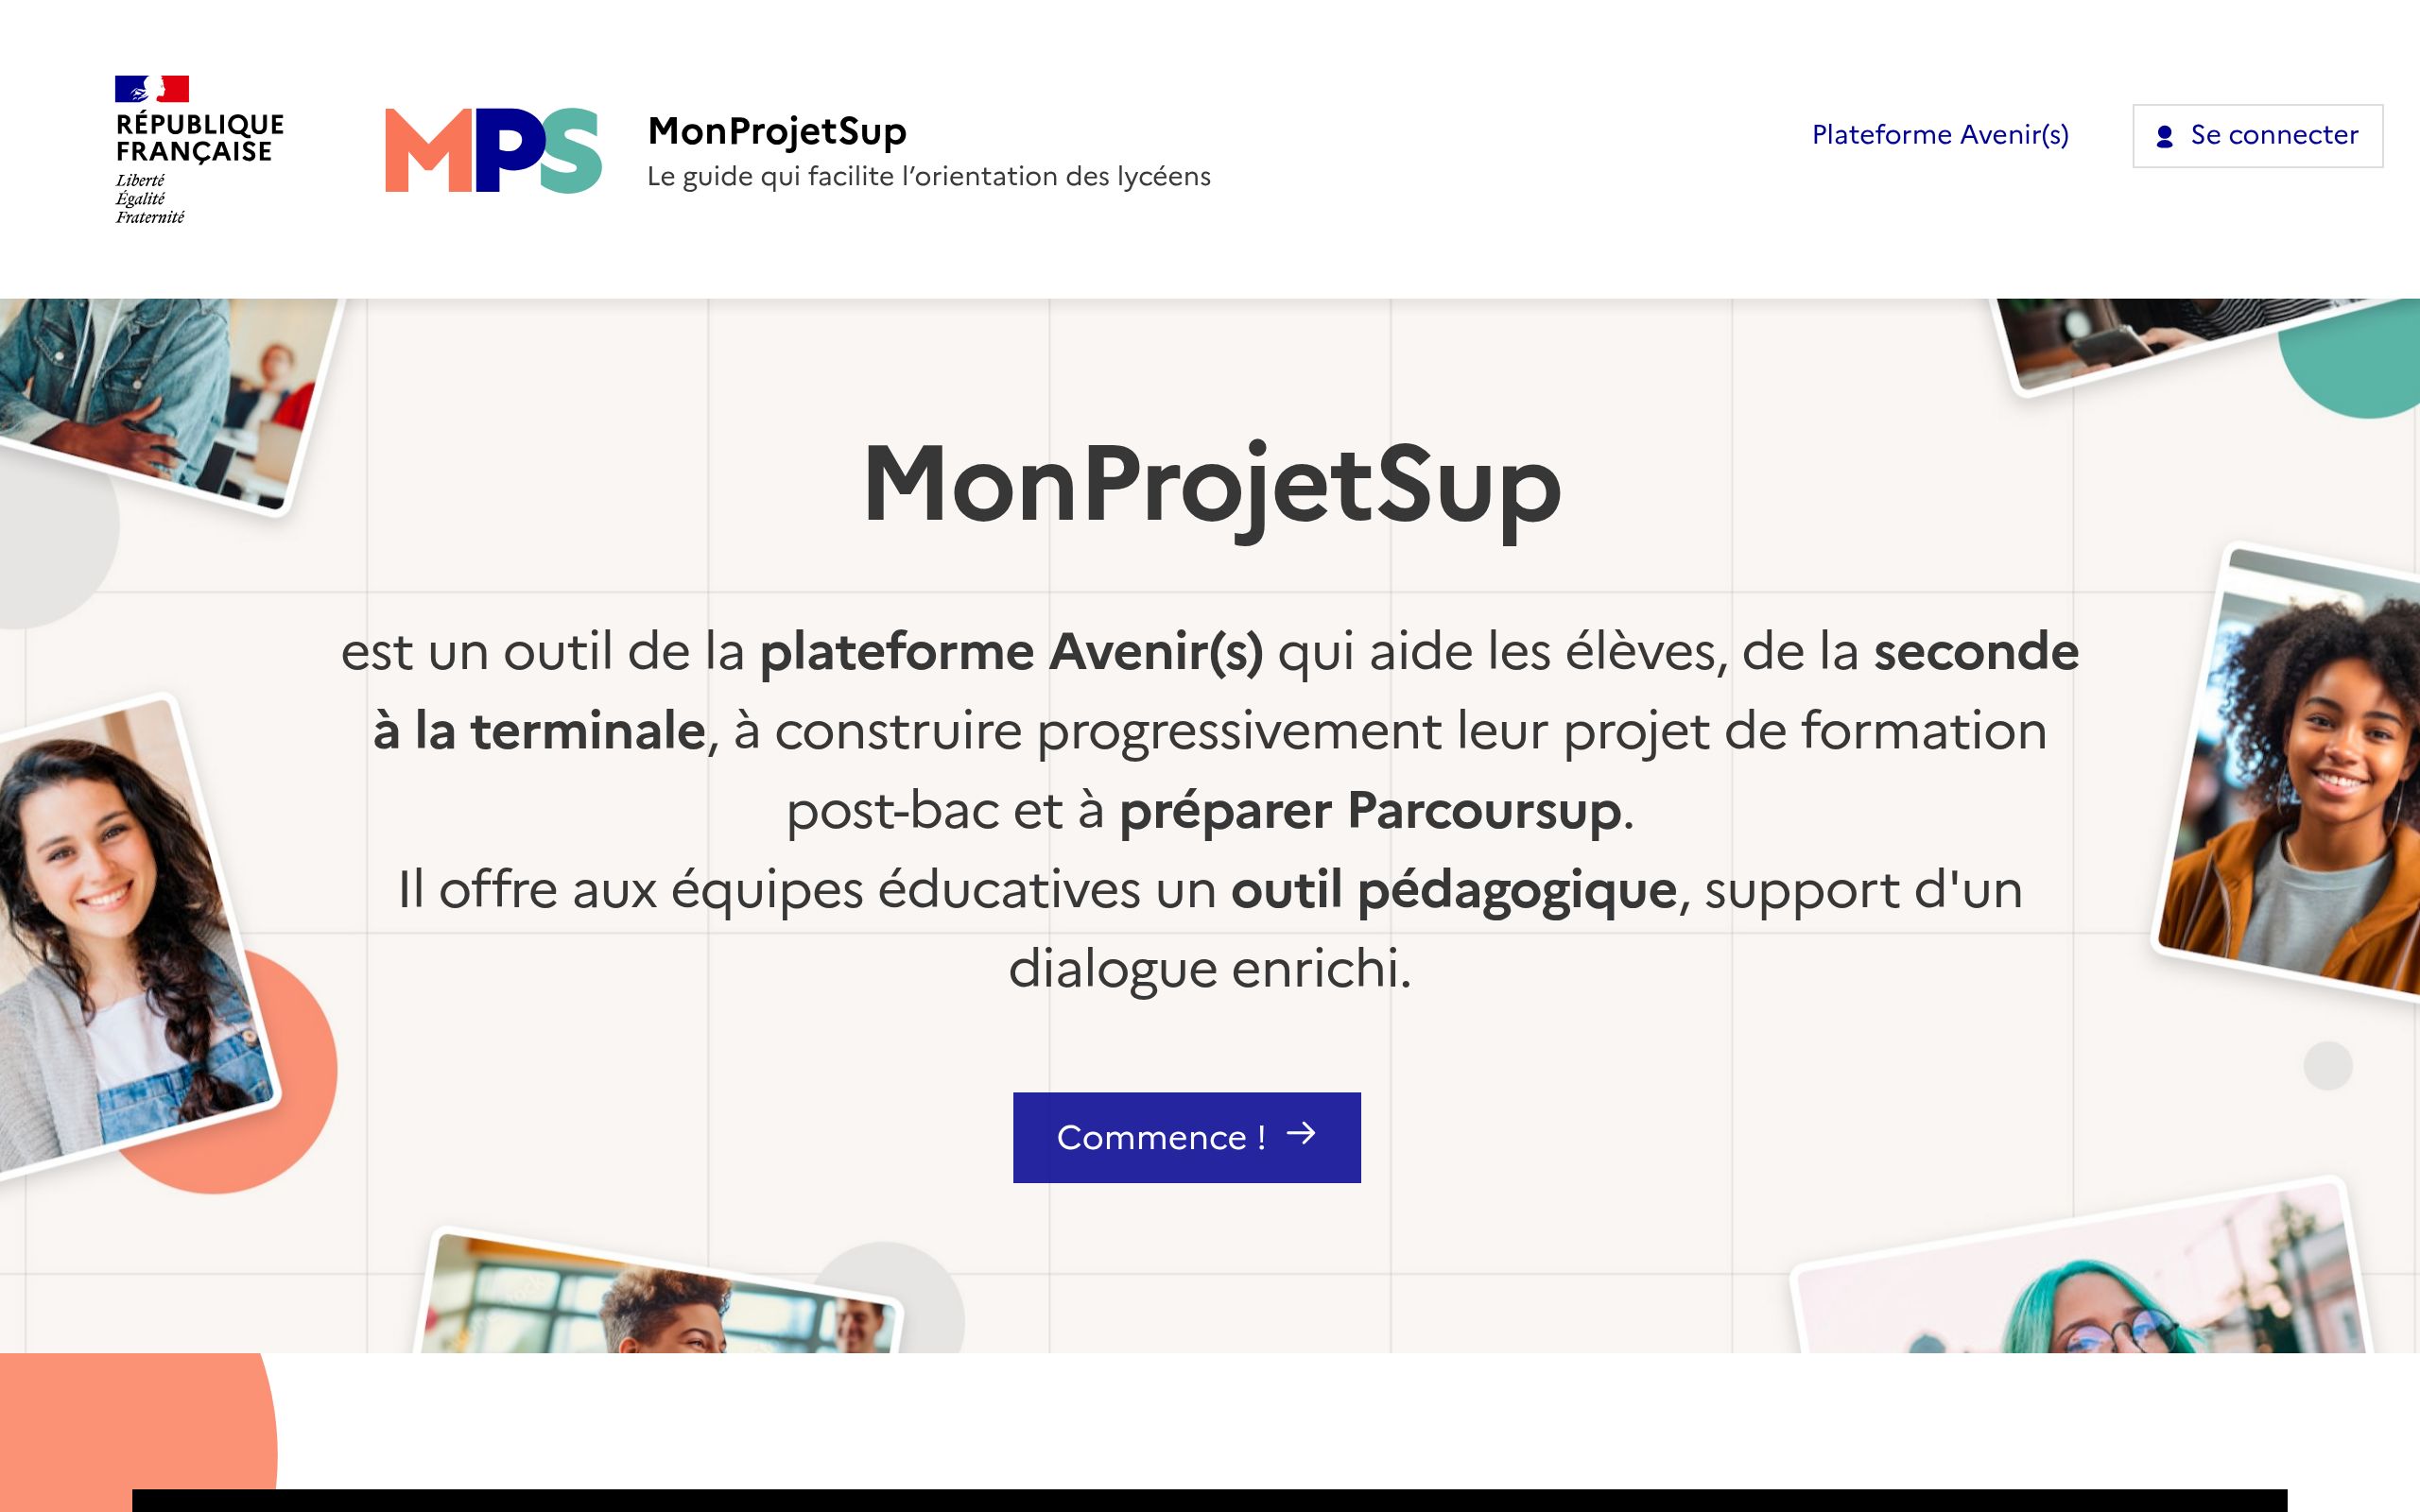 RÉPUBLIQUE
FRANÇAISE
Liberté
Égalité
Fraternité
MPS
MonProjetSup
Le guide qui facilite l’orientation des lycéens
Plateforme Avenir(s)
Se connecter
MonProjetSup
est un outil de la plateforme Avenir(s) qui aide les élèves, de la seconde
à la terminale, à construire progressivement leur projet de formation
post-bac et à préparer Parcoursup.
Il offre aux équipes éducatives un outil pédagogique, support d'un
dialogue enrichi.
Commence ! →